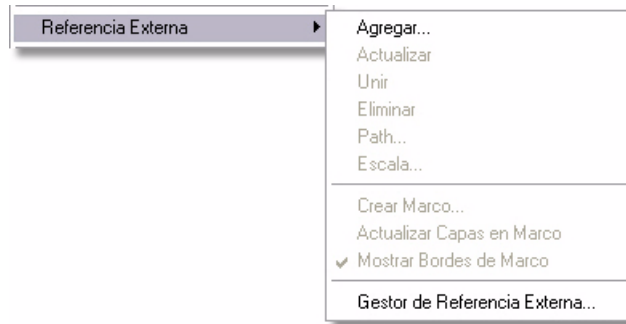 Referencia Externa
Agregar...
Actualizar
Unir
Eliminar
Path...
Escala...
Crear Marco...
Actualizar Capas en Marco
Mostrar Bordes de Marco
Gestor de Referencia Externa...